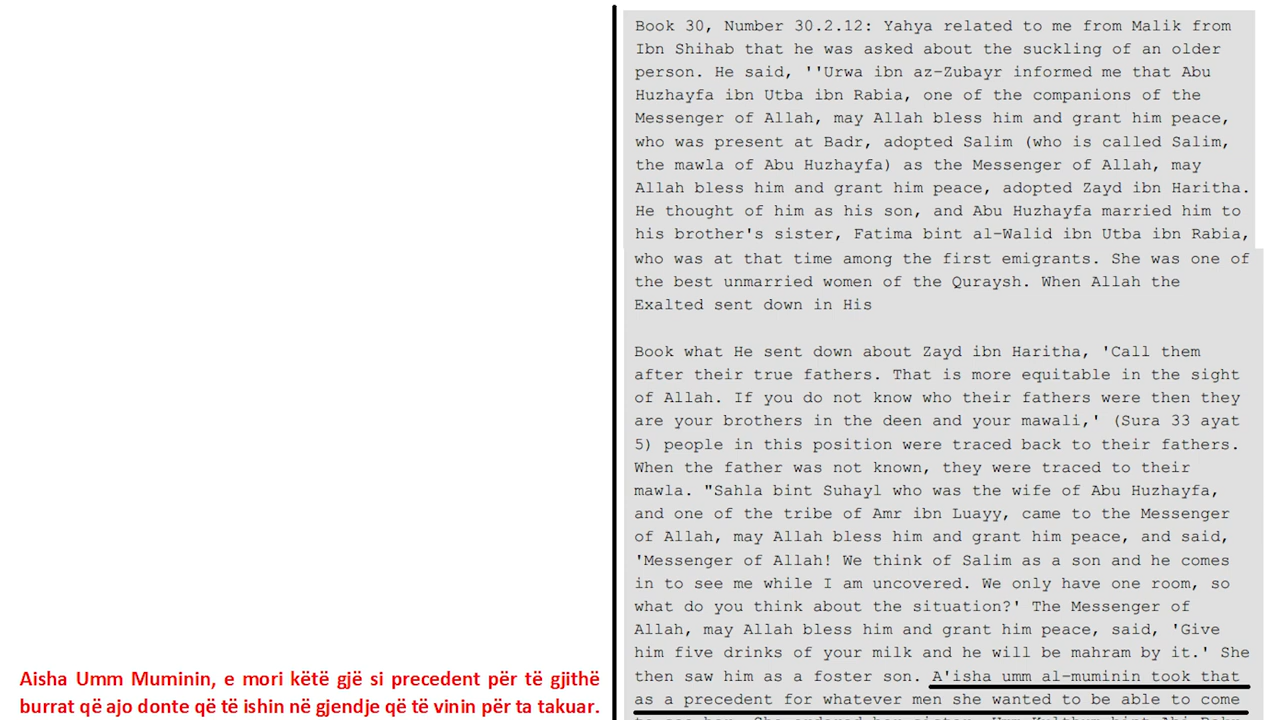 Book 30, Number 30.2.12: Yahya related to me from Malik from
Ibn Shihab that he was asked about the suckling of an older
person. He said, ''Urwa ibn az-Zubayr informed me that Abu
Huzhayfa ibn Utba ibn Rabia, one of the companions of the
Messenger of Allah, may Allah bless him and grant him peace,
who was present at Badr, adopted Salim (who is called Salim,
the mawla of Abu Huzhayfa) as the Messenger of Allah, may
Allah bless him and grant him peace, adopted Zayd ibn Haritha.
He thought of him as his son, and Abu Huzhayfa married him to
his brother's sister, Fatima bint al-Walid ibn Utba ibn Rabia,
who was at that time among the first emigrants. She was one of
the best unmarried women of the Quraysh. When Allah the
Exalted sent down in His
Book what He sent down about Zayd ibn Haritha, 'Call them
after their true fathers. That is more equitable in the sight
of Allah. If you do not know who their fathers were then they
are your brothers in the deen and your mawali,' (Sura 33 ayat
5) people in this position were traced back to their fathers.
When the father was not known, they were traced to their
mawla. "Sahla bint Suhayl who was the wife of Abu Huzhayfa,
and one of the tribe of Amr ibn Luayy, came to the Messenger
of Allah, may Allah bless him and grant him peace, and said,
'Messenger of Allah! We think of Salim as a son and he comes
in to see me while I am uncovered. We only have one room, so
what do you think about the situation?' The Messenger of
Allah, may Allah bless him and grant him peace, said, 'Give
him five drinks of your milk and he will be mahram by it.' She
then saw him as a foster son. A'isha umm al-muminin took that
as a precedent for whatever men she wanted to be able to come
Aisha Umm Muminin, e mori këtë gjë si precedent për të gjithë
burrat që ajo donte që të ishin në gjendje që të vinin për ta takuar.